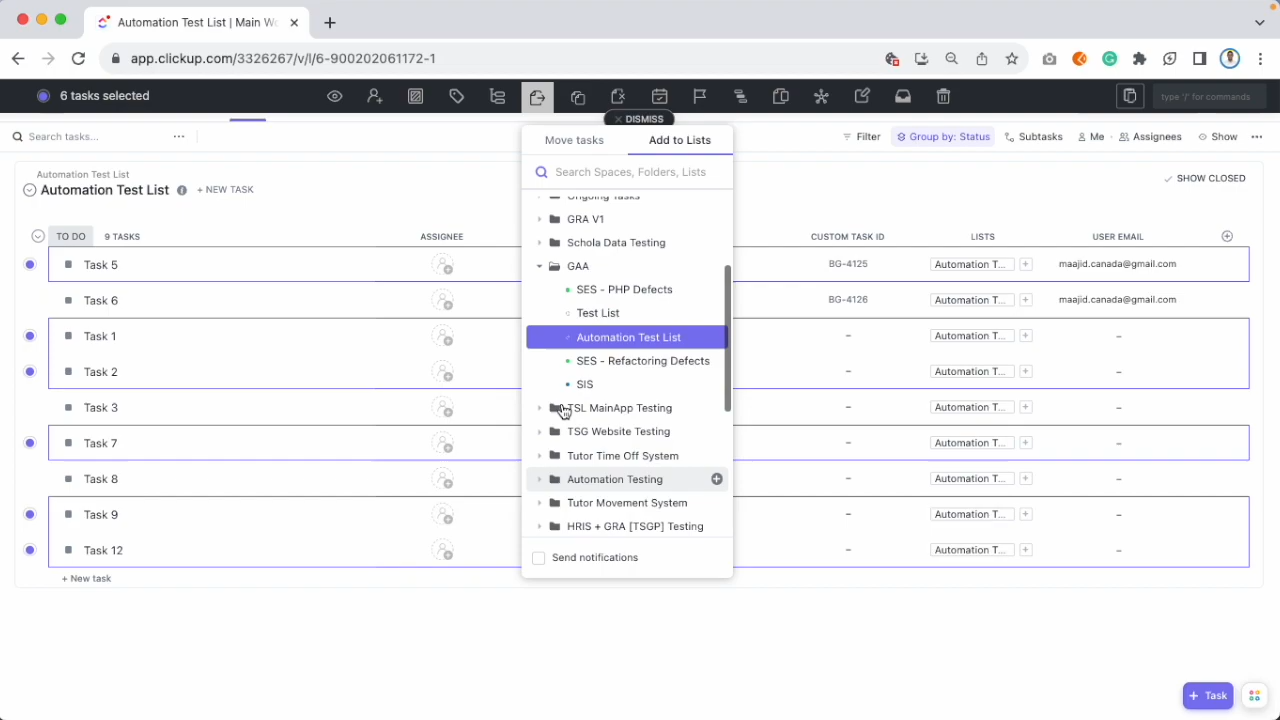 Automation Test List | Main Wo
app.clickup.com/3326267/v/l/6-900202061172-1
6 tasks selected
type '/' for commands
DISMISS
Search tasks...
Filter
Group by: Status
Subtasks
Me
Assignees
Show
Move tasks
Add to Lists
Search Spaces, Folders, Lists
Automation Test List
Automation Test List
+ NEW TASK
SHOW CLOSED
TO DO
9 TASKS
ASSIGNEE
CUSTOM TASK ID
LISTS
USER EMAIL
Task 5
BG-4125
Automation T...
maajid.canada@gmail.com
Task 6
BG-4126
Automation T...
maajid.canada@gmail.com
Task 1
–
Automation T...
–
Task 2
–
Automation T...
–
Task 3
–
Automation T...
–
Task 7
–
Automation T...
–
Task 8
–
Automation T...
–
Task 9
–
Automation T...
–
Task 12
–
Automation T...
–
+ New task
Ongoing Tasks
GRA V1
Schola Data Testing
GAA
SES - PHP Defects
Test List
Automation Test List
SES - Refactoring Defects
SIS
TSL MainApp Testing
TSG Website Testing
Tutor Time Off System
Automation Testing
Tutor Movement System
HRIS + GRA [TSGP] Testing
Send notifications
+ Task